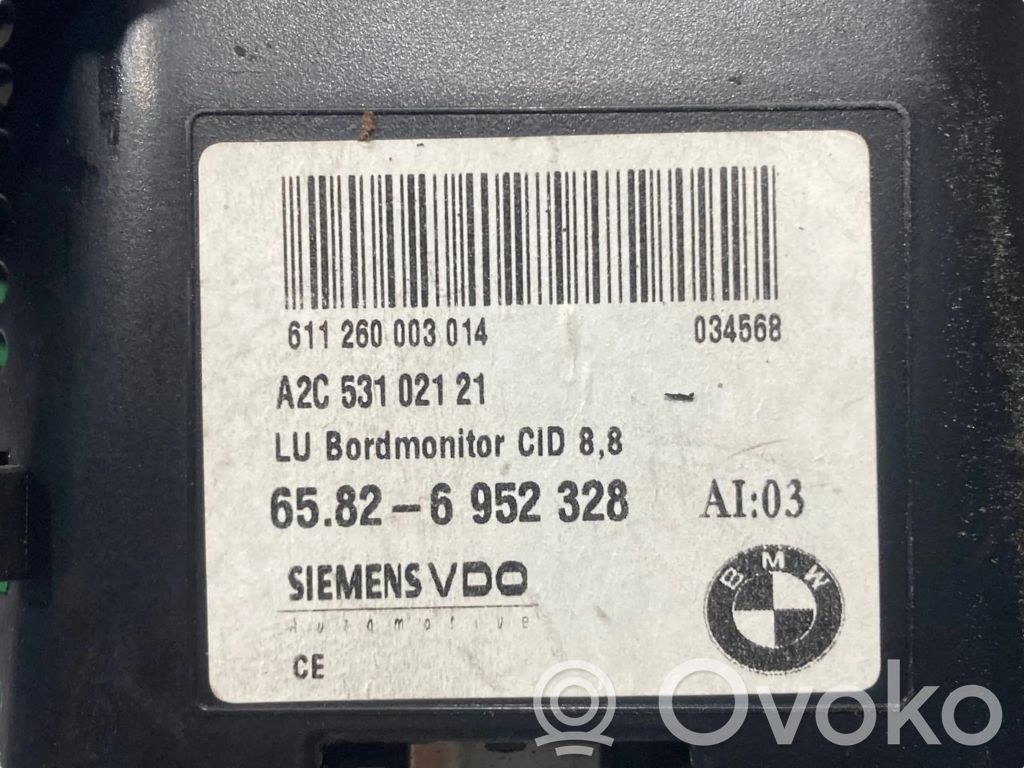 611 260 003 014 034568
A2C 531 021 21 -
LU Bordmonitor CID 8,8
65.82-6 952 328 AI:03
SIEMENS VDO
Automotive
BMW
CE
Ovoko